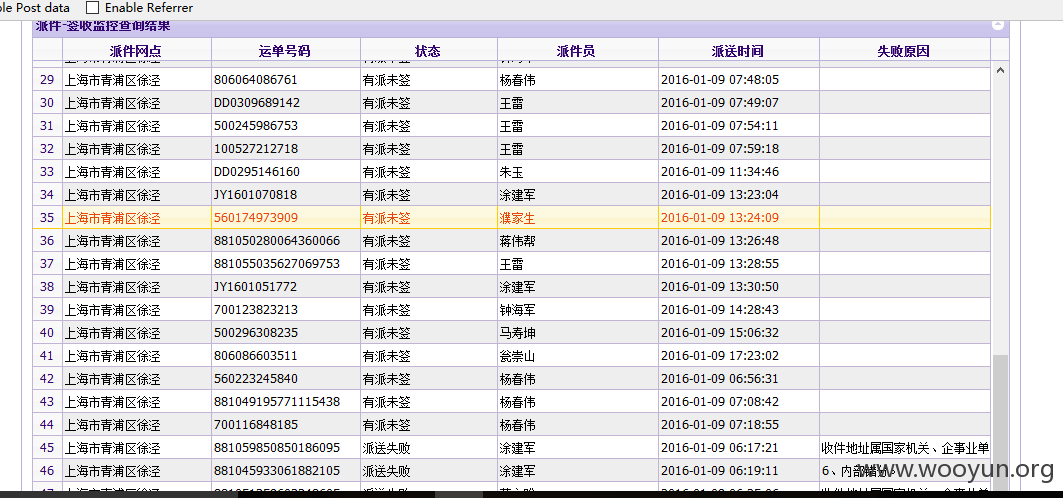 ble Post data Enable Referrer
派件-签收监控查询结果
派件网点 运单号码 状态 派件员 派送时间 失败原因
29 上海市青浦区徐泾 806064086761 有派未签 杨春伟 2016-01-09 07:48:05
30 上海市青浦区徐泾 DD0309689142 有派未签 王雷 2016-01-09 07:49:07
31 上海市青浦区徐泾 500245986753 有派未签 王雷 2016-01-09 07:54:11
32 上海市青浦区徐泾 100527212718 有派未签 王雷 2016-01-09 07:59:18
33 上海市青浦区徐泾 DD0295146160 有派未签 朱玉 2016-01-09 11:34:46
34 上海市青浦区徐泾 JY1601070818 有派未签 涂建军 2016-01-09 13:23:04
35 上海市青浦区徐泾 560174973909 有派未签 濮家生 2016-01-09 13:24:09
36 上海市青浦区徐泾 881050280064360066 有派未签 蒋伟帮 2016-01-09 13:26:48
37 上海市青浦区徐泾 881055035627069753 有派未签 王雷 2016-01-09 13:28:55
38 上海市青浦区徐泾 JY1601051772 有派未签 涂建军 2016-01-09 13:30:50
39 上海市青浦区徐泾 700123823213 有派未签 钟海军 2016-01-09 14:28:43
40 上海市青浦区徐泾 500296308235 有派未签 马寿坤 2016-01-09 15:06:32
41 上海市青浦区徐泾 806086603511 有派未签 瓮崇山 2016-01-09 17:23:02
42 上海市青浦区徐泾 560223245840 有派未签 杨春伟 2016-01-09 06:56:31
43 上海市青浦区徐泾 881049195771115438 有派未签 杨春伟 2016-01-09 07:08:42
44 上海市青浦区徐泾 700116848185 有派未签 杨春伟 2016-01-09 07:18:55
45 上海市青浦区徐泾 881059850850186095 派送失败 涂建军 2016-01-09 06:17:21 收件地址属国家机关、企事业单
46 上海市青浦区徐泾 881045933061882105 派送失败 涂建军 2016-01-09 06:19:11 6、内部
www.wooyun.org